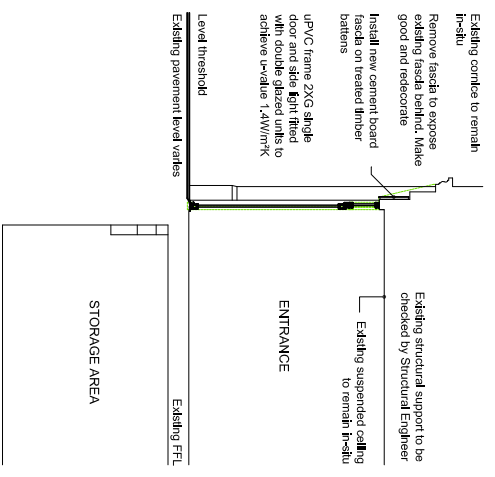 Existing cornice to remain
in-situ
Remove fascia to expose
existing fascia behind. Make
good and redecorate
Install new cement board
fascia on treated timber
battens
uPVC frame 2XG single
door and side light fitted
with double glazed units to
achieve u-value 1.4W/m²K
Level threshold
Existing pavement level varies
Existing structural support to be
checked by Structural Engineer
Existing suspended ceiling
to remain in-situ
ENTRANCE
Existing FFL
STORAGE AREA